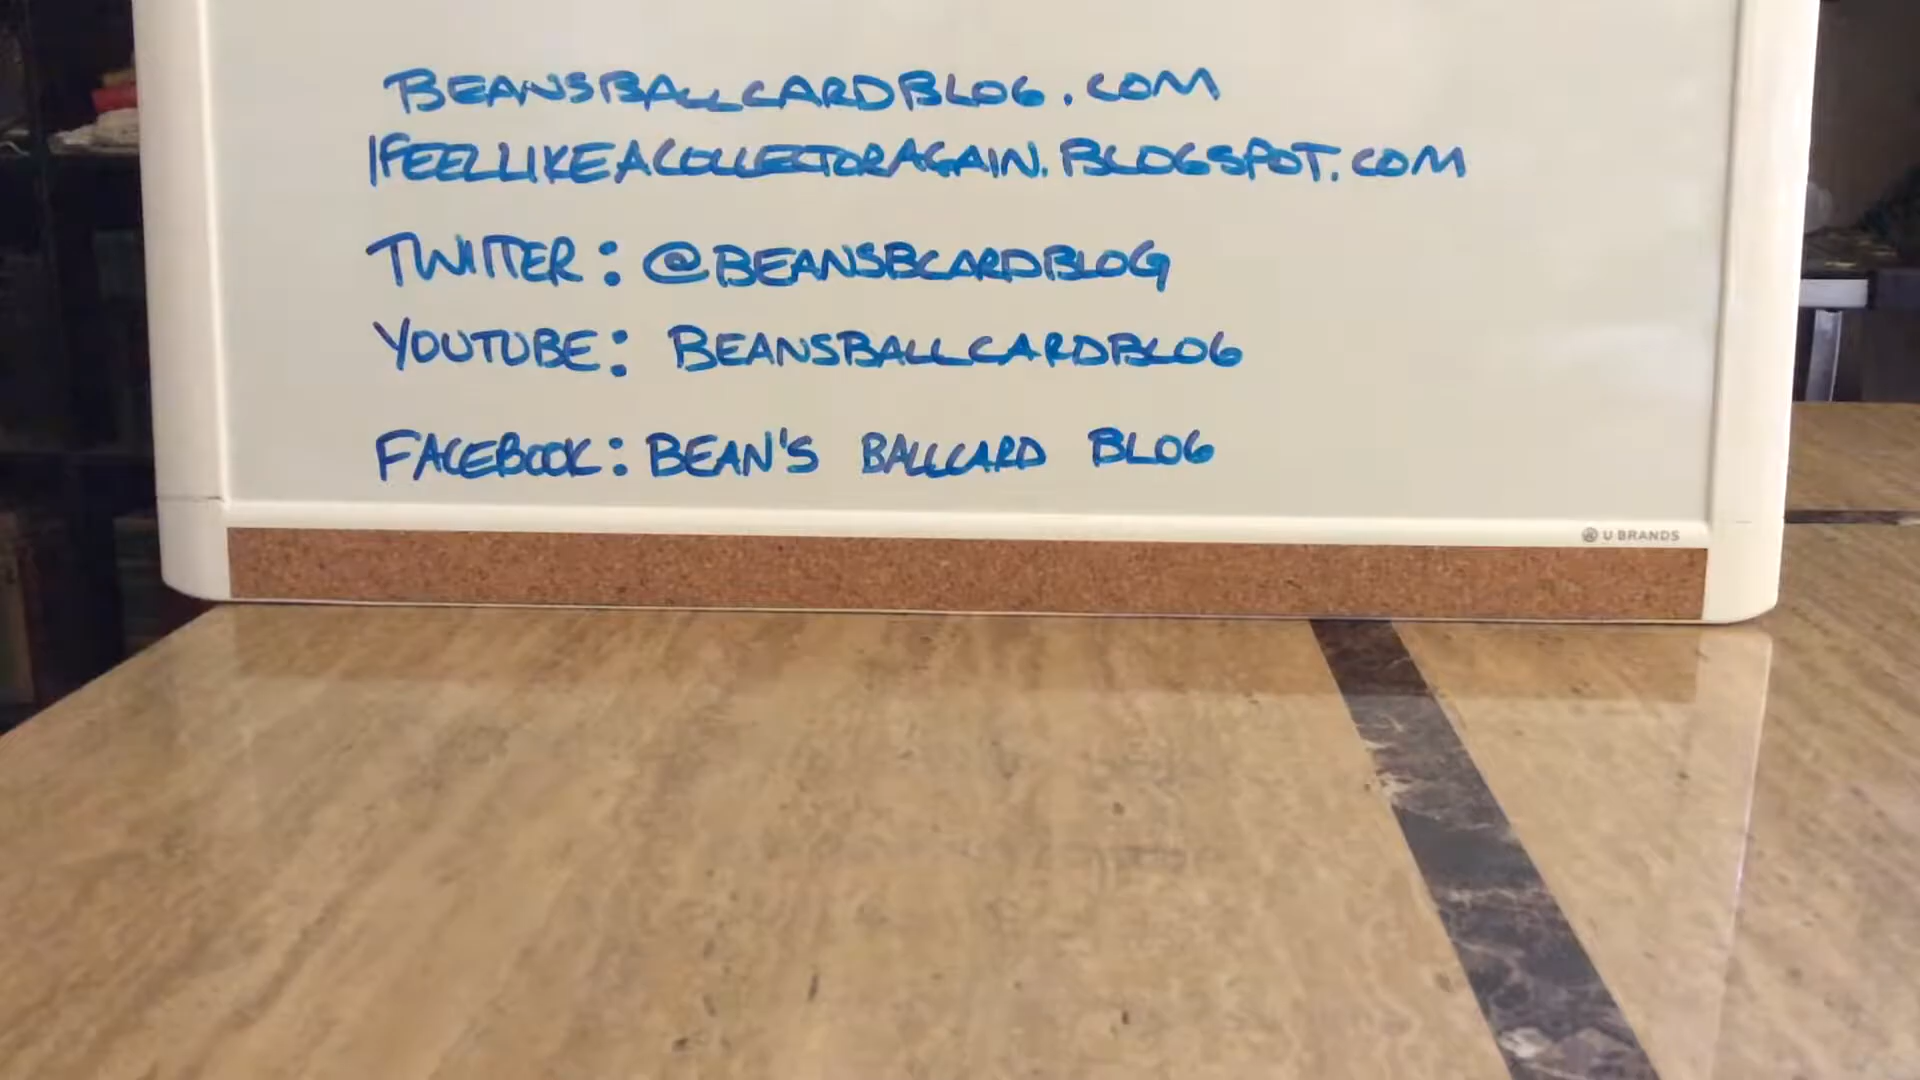 BEANSBALLCARDBLOG.COM
IFEELLIKEACOLLECTORAGAIN.BLOGSPOT.COM
TWITTER: @BEANSBCARDBLOG
YOUTUBE: BEANSBALLCARDBLOG
FACEBOOK: BEAN'S BALLCARD BLOG
U BRANDS